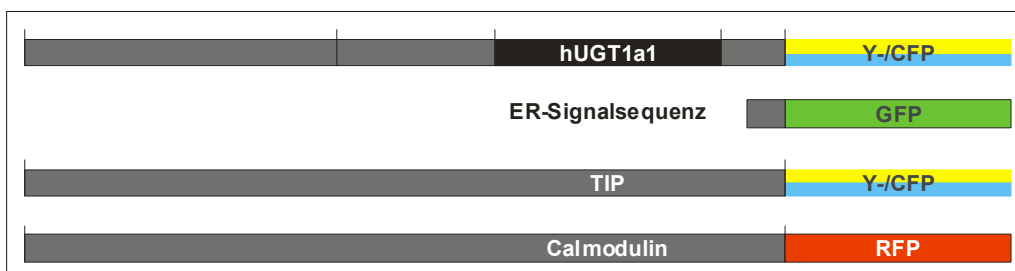 hUGT1a1 Y-/CFP
ER-Signalsequenz GFP
TIP Y-/CFP
Calmodulin RFP